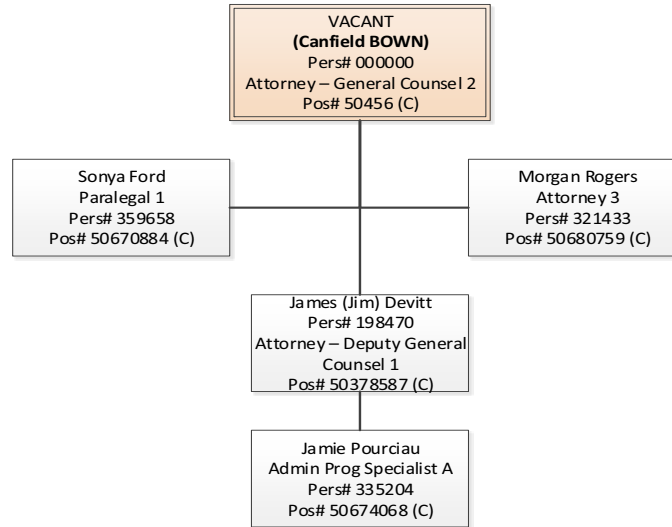 VACANT
(Canfield BOWN)
Pers# 000000
Attorney – General Counsel 2
Pos# 50456 (C)
Sonya Ford
Paralegal 1
Pers# 359658
Pos# 50670884 (C)
Morgan Rogers
Attorney 3
Pers# 321433
Pos# 50680759 (C)
James (Jim) Devitt
Pers# 198470
Attorney – Deputy General
Counsel 1
Pos# 50378587 (C)
Jamie Pourciau
Admin Prog Specialist A
Pers# 335204
Pos# 50674068 (C)